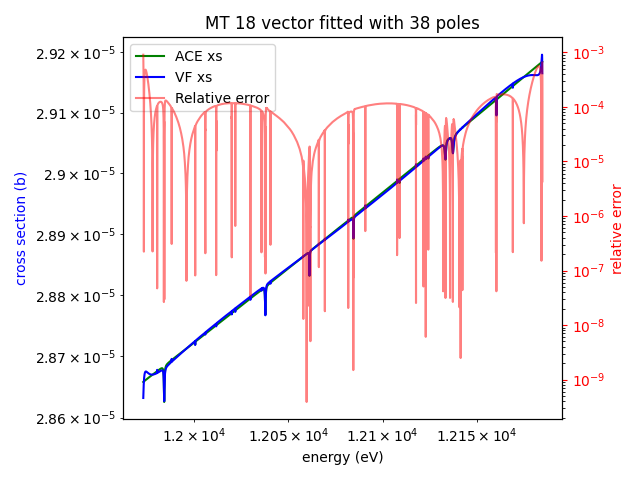 MT 18 vector fitted with 38 poles
ACE xs
VF xs
Relative error
cross section (b)
2.92 × 10⁻⁵
2.91 × 10⁻⁵
2.9 × 10⁻⁵
2.89 × 10⁻⁵
2.88 × 10⁻⁵
2.87 × 10⁻⁵
2.86 × 10⁻⁵
10⁻³
10⁻⁴
10⁻⁵
10⁻⁶
10⁻⁷
10⁻⁸
10⁻⁹
relative error
1.2 × 10⁴ 1.205 × 10⁴ 1.21 × 10⁴ 1.215 × 10⁴
energy (eV)